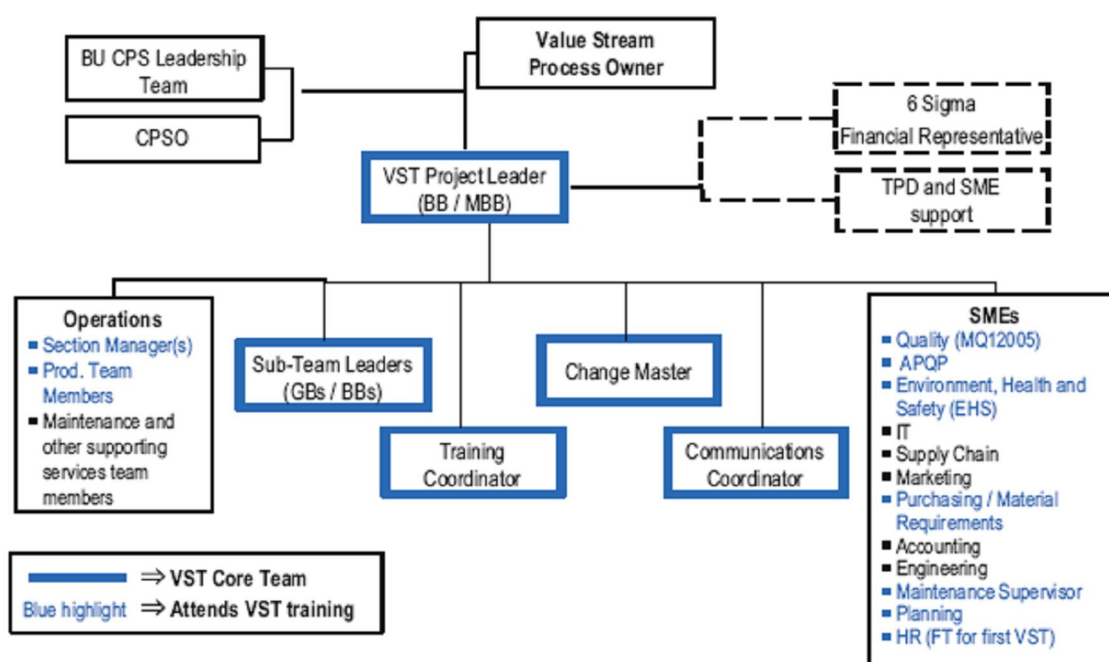 BU CPS Leadership
Team
CPSO
Value Stream
Process Owner
6 Sigma
Financial Representative
TPD and SME
support
VST Project Leader
(BB / MBB)
Operations
Section Manager(s)
Prod. Team
Members
Maintenance and
other supporting
services team
members
Sub-Team Leaders
(GBs / BBs)
Training
Coordinator
Change Master
Communications
Coordinator
SMEs
Quality (MQ12005)
APQP
Environment, Health and
Safety (EHS)
IT
Supply Chain
Marketing
Purchasing / Material
Requirements
Accounting
Engineering
Maintenance Supervisor
Planning
HR (FT for first VST)
⇒ VST Core Team
Blue highlight ⇒ Attends VST training